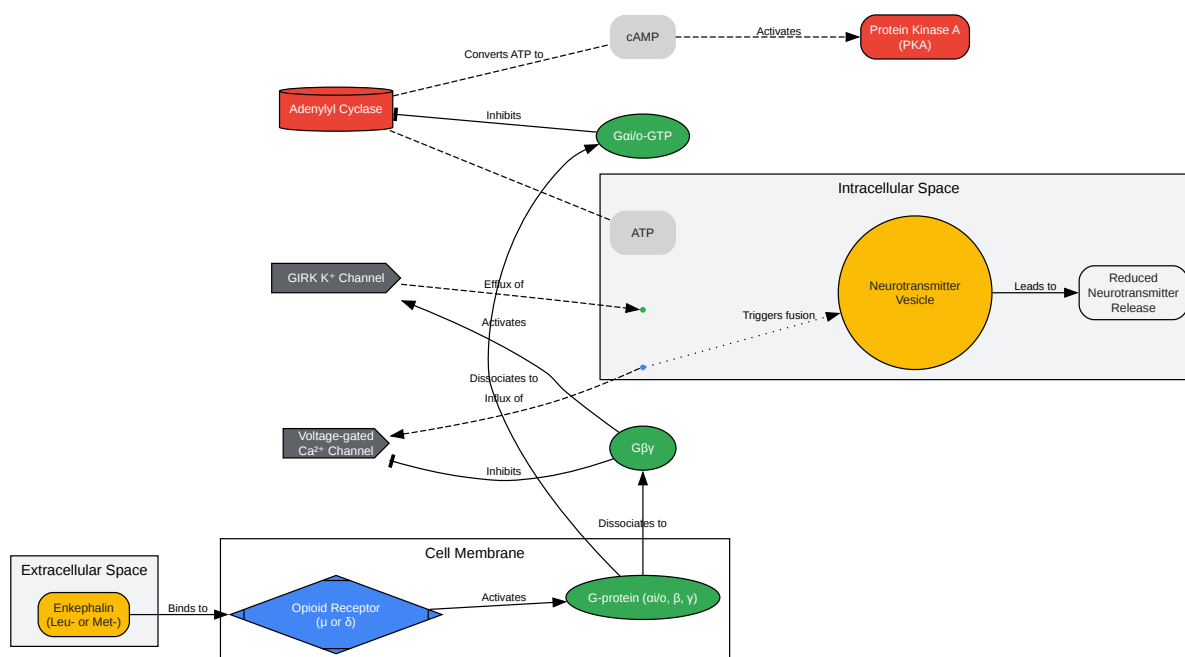 cAMP
Activates
Protein Kinase A
(PKA)
Converts ATP to
Adenylyl Cyclase
Inhibits
Gαi/o-GTP
Intracellular Space
ATP
GIRK K⁺ Channel
Efflux of
Neurotransmitter
Vesicle
Leads to
Reduced
Neurotransmitter
Release
Triggers fusion
Activates
Dissociates to
Influx of
Voltage-gated
Ca²⁺ Channel
Gβγ
Inhibits
Dissociates to
Cell Membrane
Extracellular Space
Enkephalin
(Leu- or Met-)
Binds to
Opioid Receptor
(μ or δ)
Activates
G-protein (αi/o, β, γ)